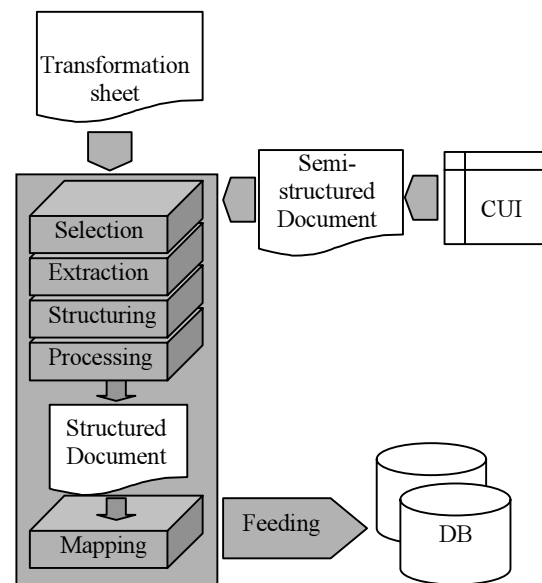 Transformation
sheet
Semi-
structured
Document
CUI
Selection
Extraction
Structuring
Processing
Structured
Document
Mapping
Feeding
DB